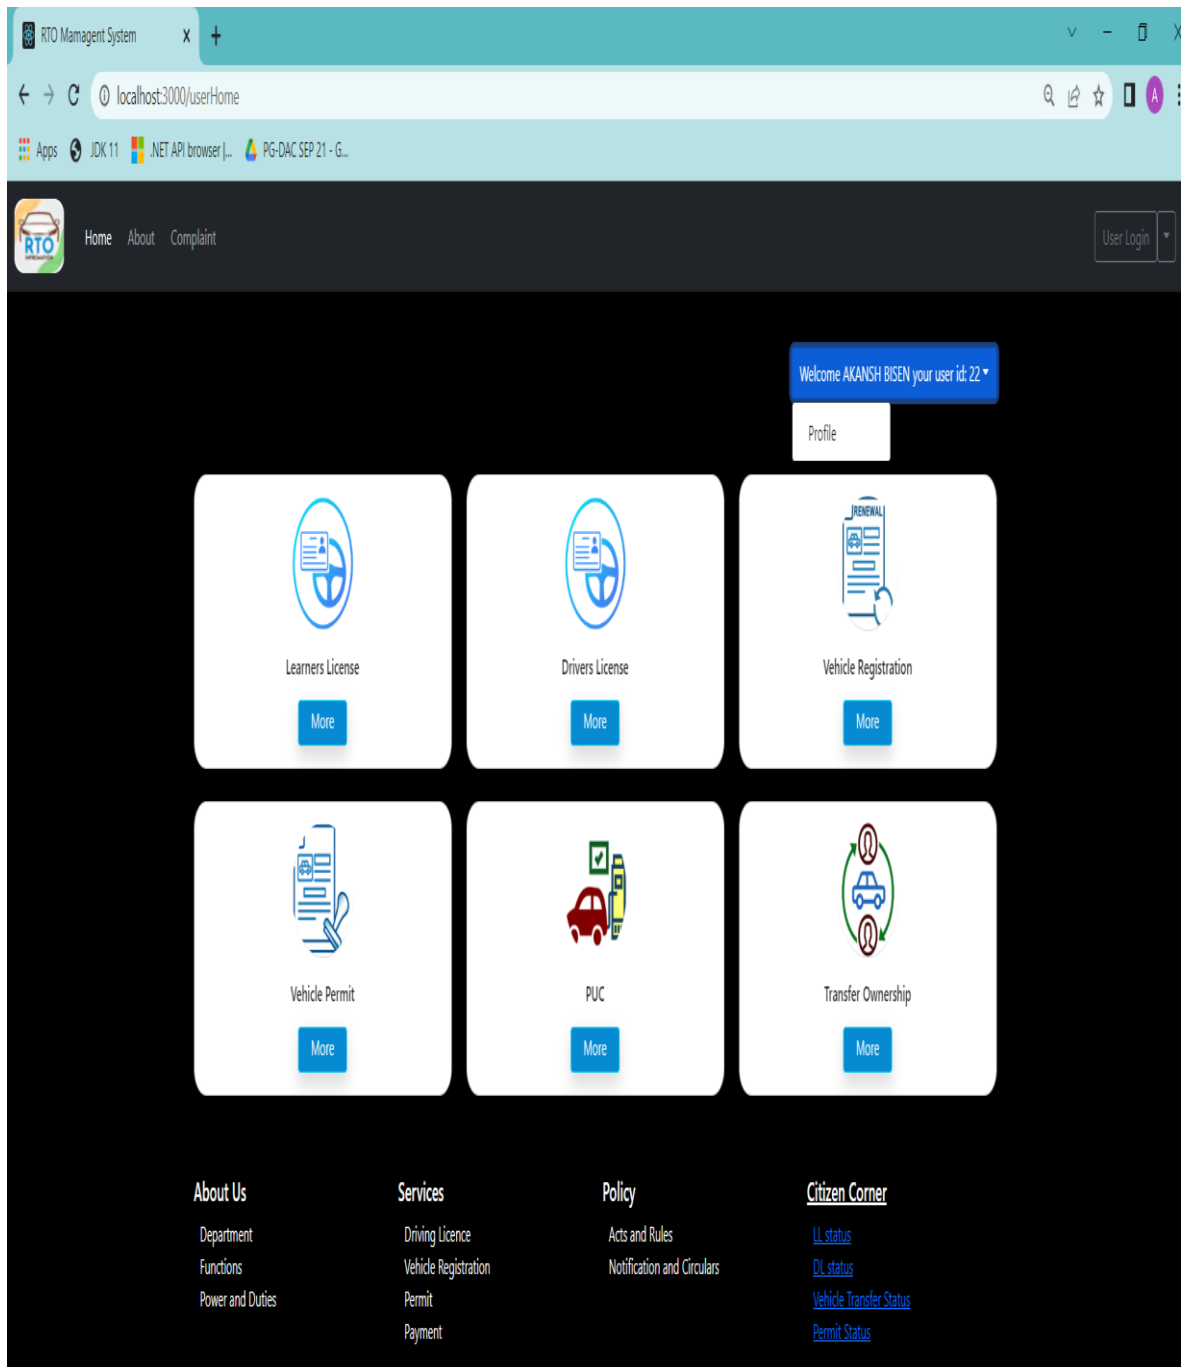 RTO Mamagent System
localhost:3000/userHome
Apps JDK 11 .NET API browser |... PG-DAC SEP 21 - G...
A
RTO
Home About Complaint
User Login
Welcome AKANSH BISEN your user id: 22
Profile
RENEWAL
Learners License Drivers License Vehicle Registration
More More More
Vehicle Permit PUC Transfer Ownership
More More More
About Us Services Policy Citizen Corner
Department Driving Licence Acts and Rules LL status
Functions Vehicle Registration Notification and Circulars DL status
Power and Duties Permit Vehicle Transfer Status
Payment Permit Status